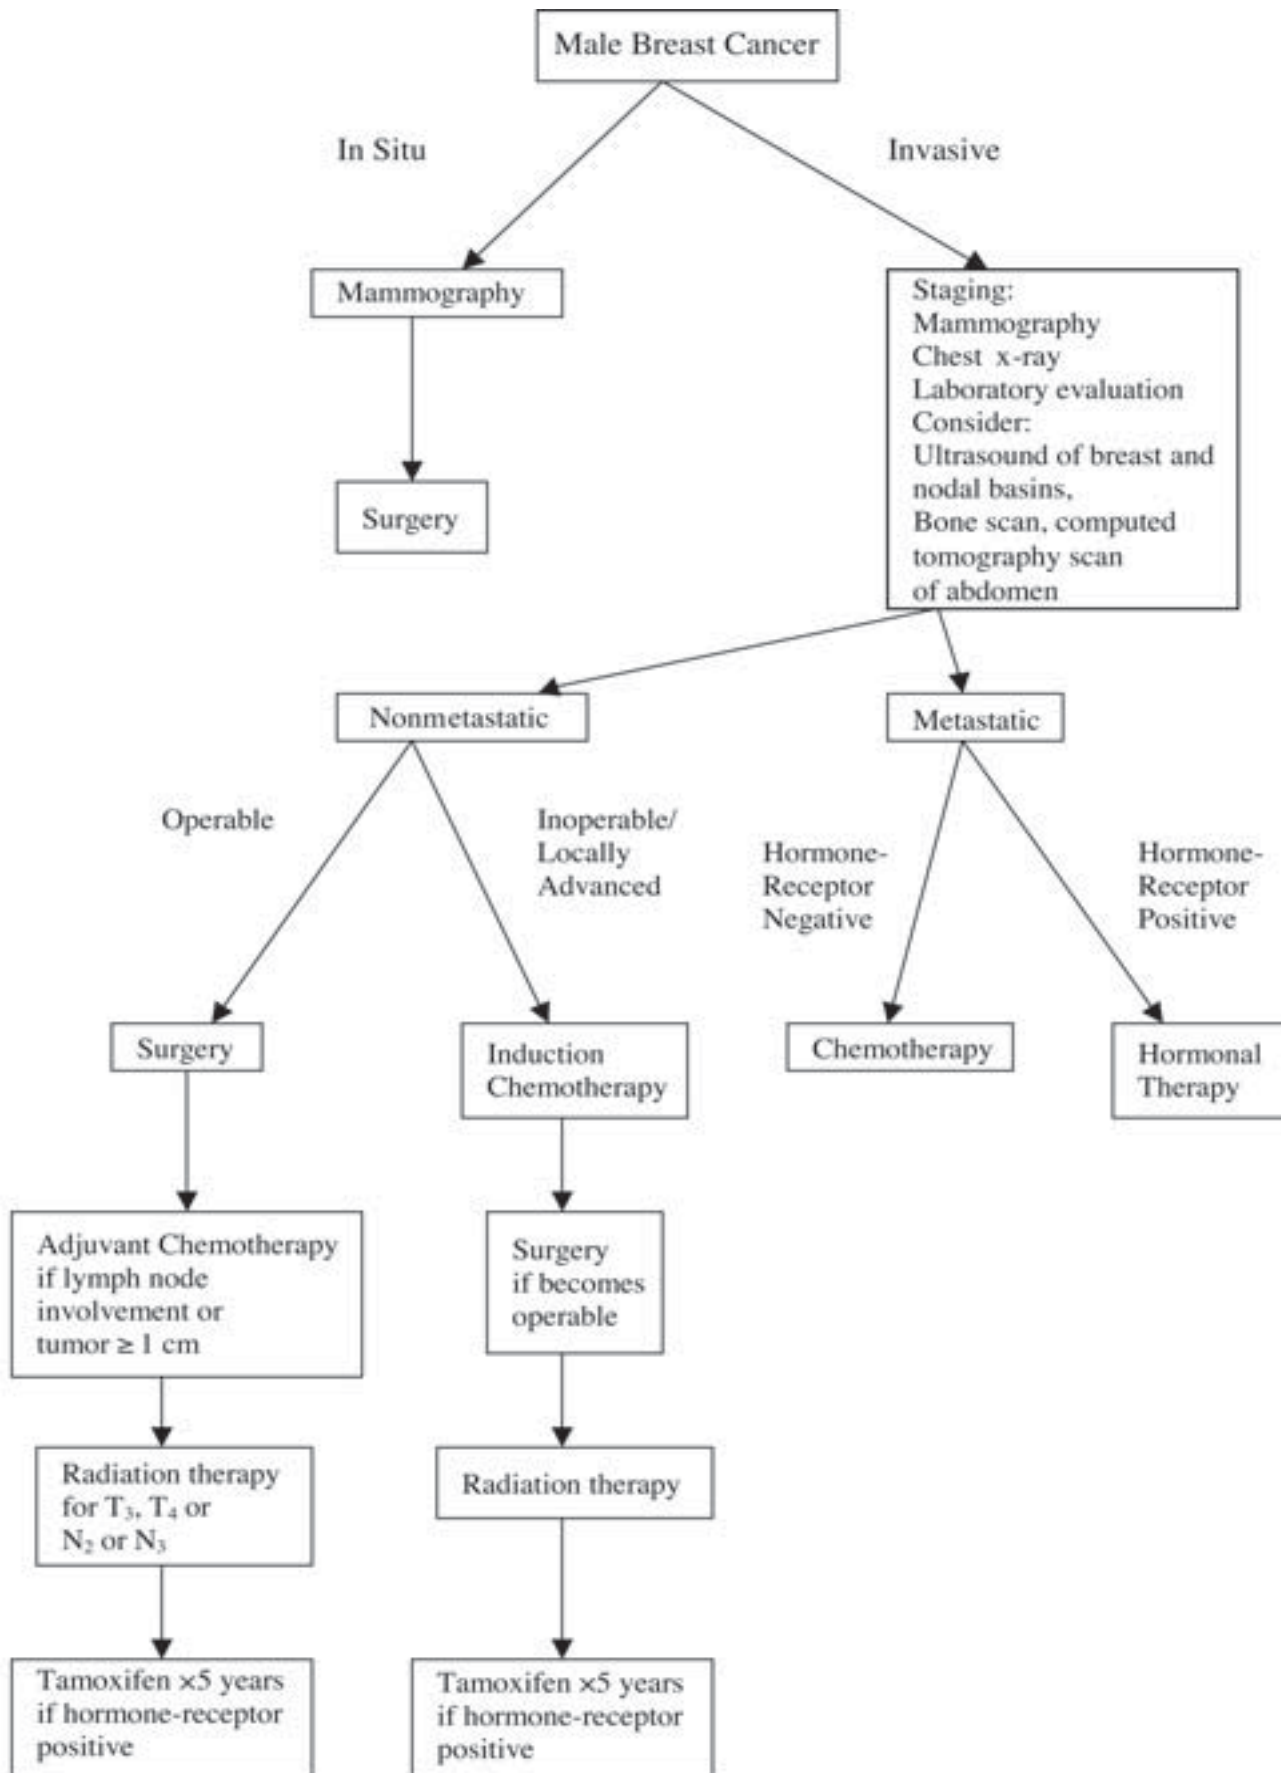 Male Breast Cancer
In Situ
Invasive
Mammography
Staging:
Mammography
Chest x-ray
Laboratory evaluation
Consider:
Ultrasound of breast and
nodal basins,
Bone scan, computed
tomography scan
of abdomen
Surgery
Nonmetastatic
Metastatic
Operable
Inoperable/
Locally
Advanced
Hormone-
Receptor
Negative
Hormone-
Receptor
Positive
Surgery
Induction
Chemotherapy
Chemotherapy
Hormonal
Therapy
Adjuvant Chemotherapy
if lymph node
involvement or
tumor ≥ 1 cm
Surgery
if becomes
operable
Radiation therapy
for T₃, T₄ or
N₂ or N₃
Radiation therapy
Tamoxifen ×5 years
if hormone-receptor
positive
Tamoxifen ×5 years
if hormone-receptor
positive